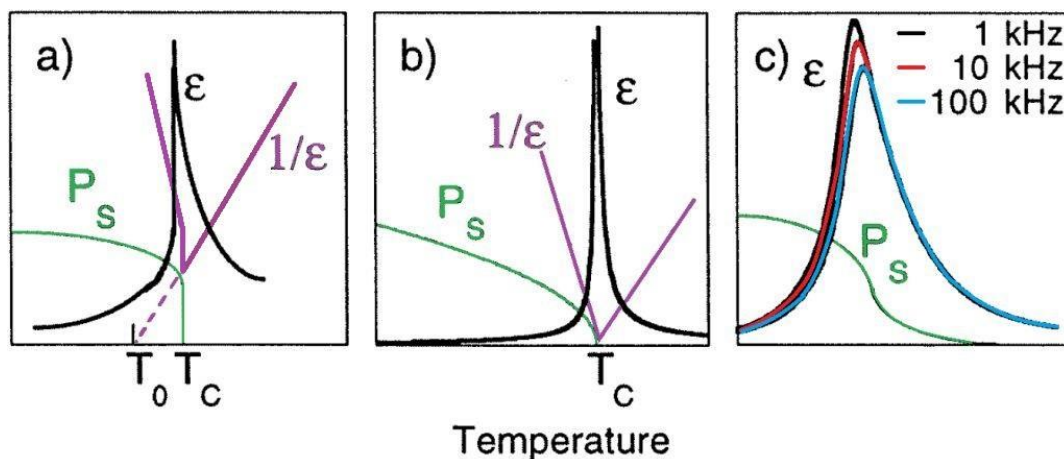 a)
ε
1/ε
P_s
T_0 T_C
b)
ε
1/ε
P_s
T_C
c) ε
1 kHz
10 kHz
100 kHz
P_s
Temperature